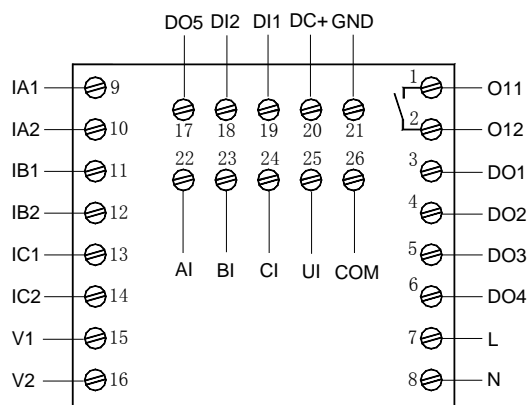 DO5 DI2 DI1 DC+ GND
IA1 9 1 O11
17 18 19 20 21
IA2 10 2 O12
22 23 24 25 26
IB1 11 3 DO1
IB2 12 4 DO2
IC1 13 5 DO3
AI BI CI UI COM
IC2 14 6 DO4
V1 15 7 L
V2 16 8 N